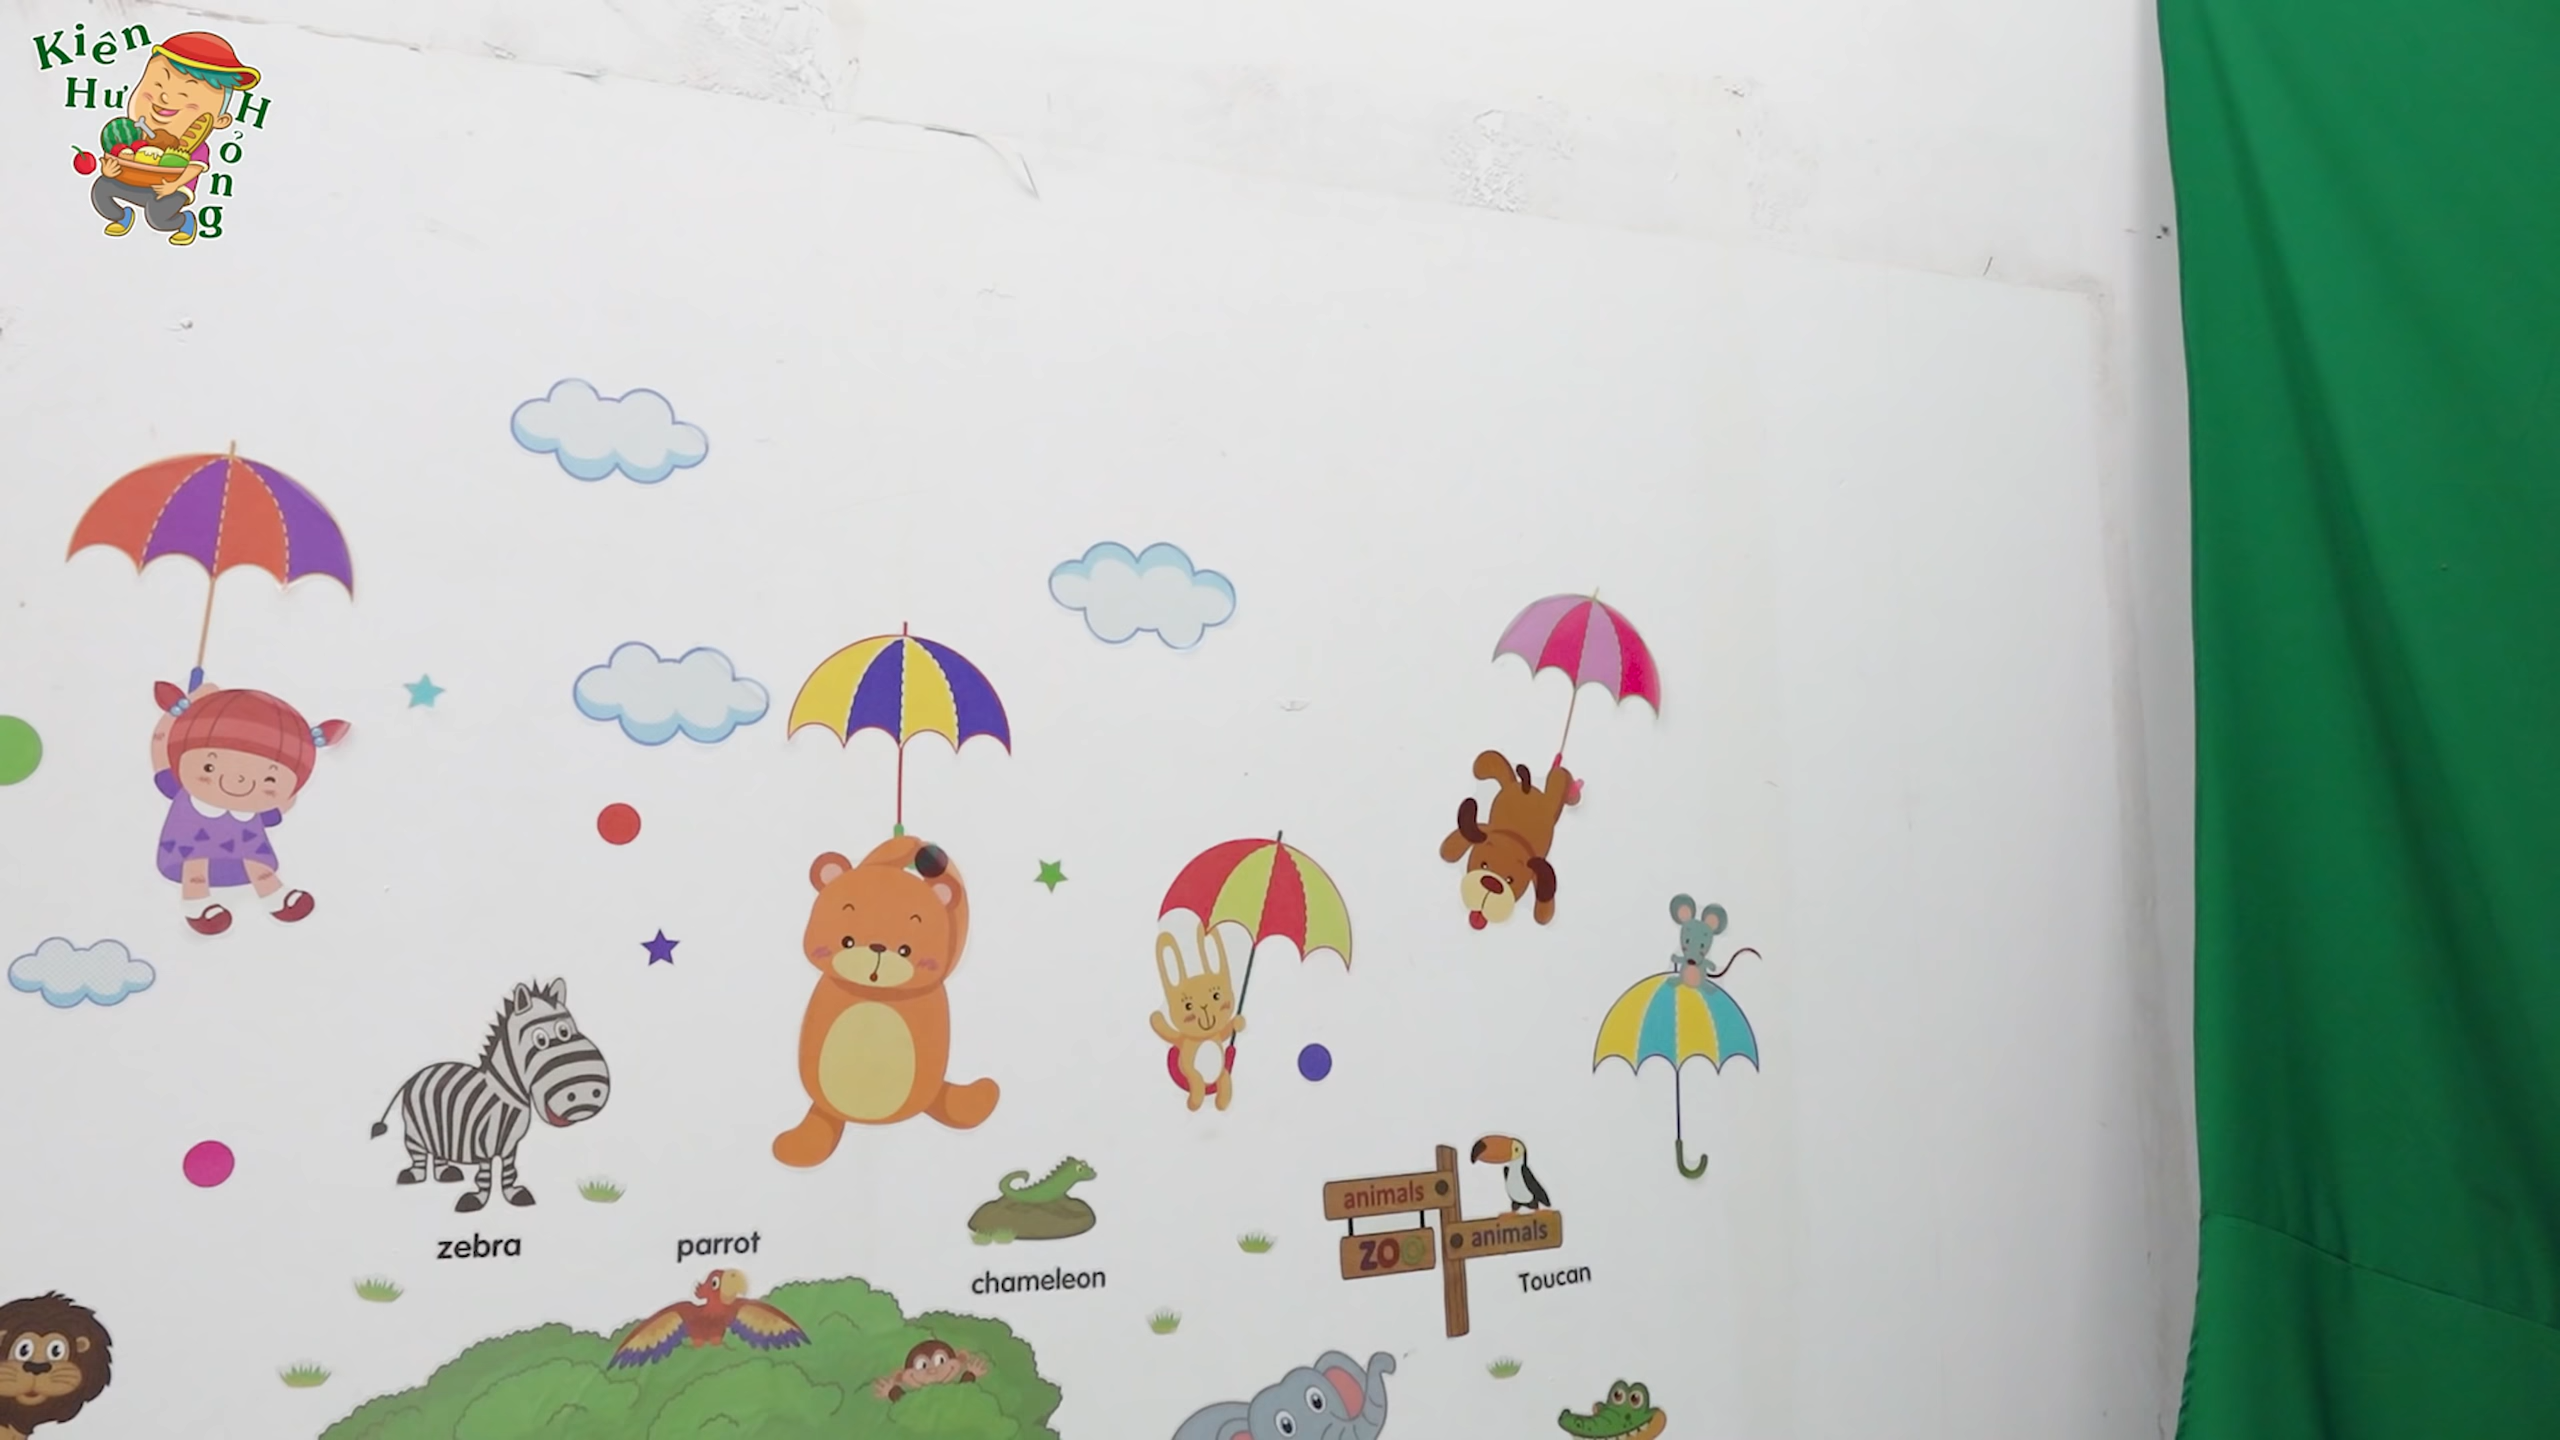 Kiên
Hư Hỏng
zebra
parrot
chameleon
animals
ZOO
animals
Toucan